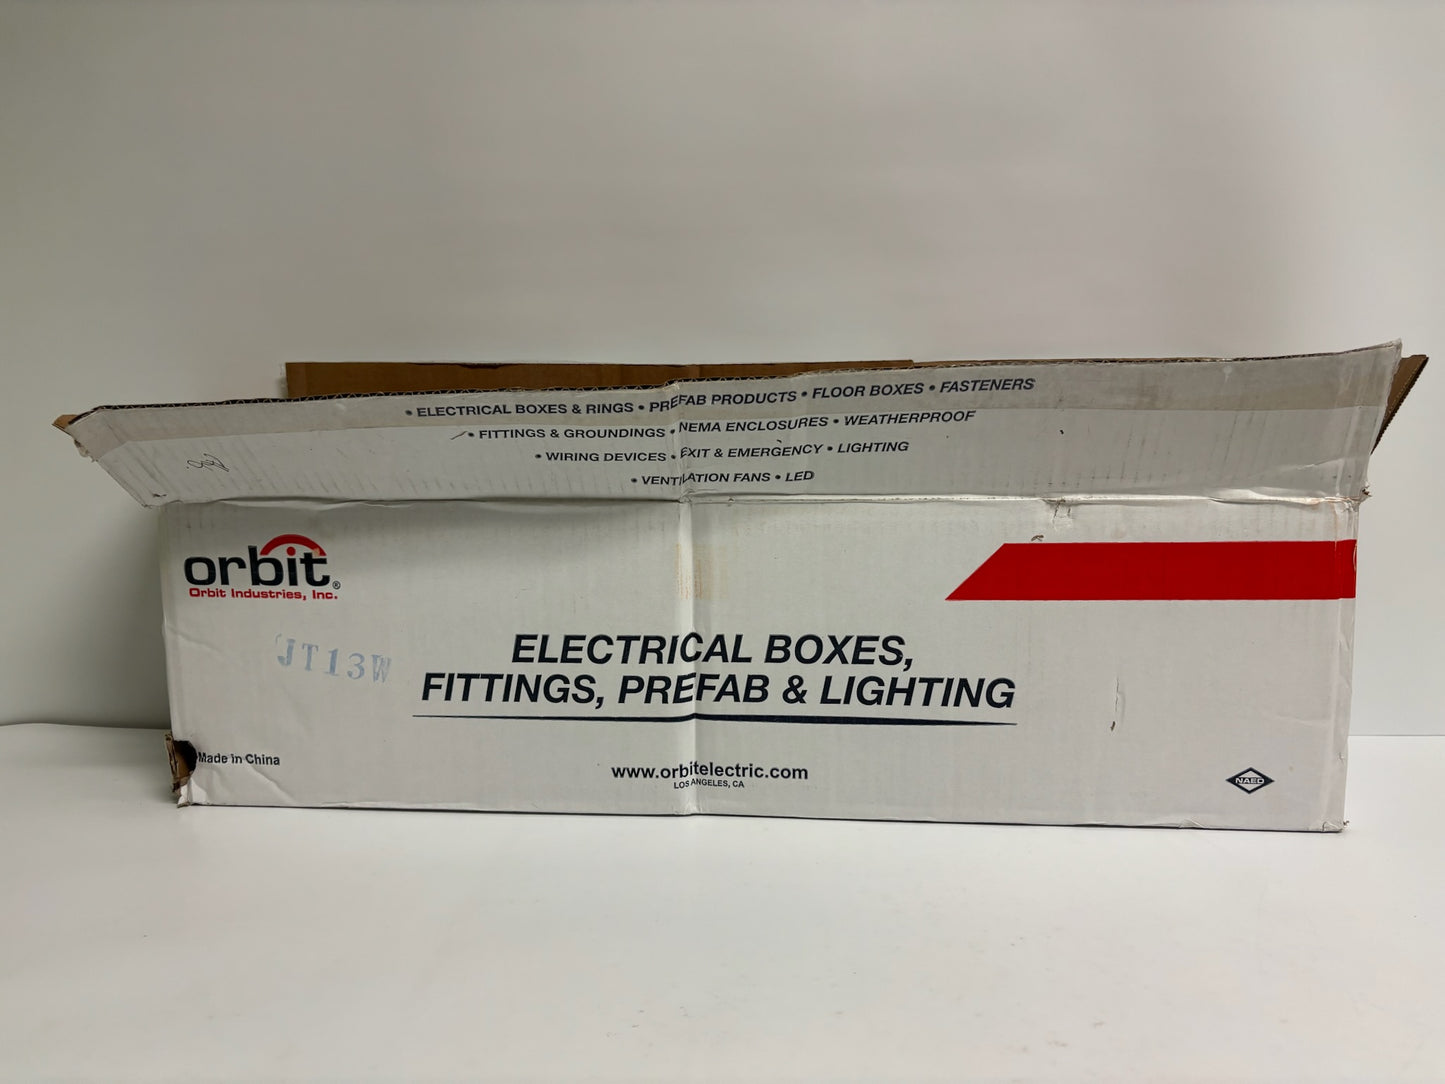 • ELECTRICAL BOXES & RINGS • PREFAB PRODUCTS • FLOOR BOXES • FASTENERS
• FITTINGS & GROUNDINGS • NEMA ENCLOSURES • WEATHERPROOF
• WIRING DEVICES • EXIT & EMERGENCY • LIGHTING
• VENTILATION FANS • LED
orbit®
Orbit Industries, Inc.
JT13W
ELECTRICAL BOXES,
FITTINGS, PREFAB & LIGHTING
Made in China
www.orbitelectric.com
LOS ANGELES, CA
NAED